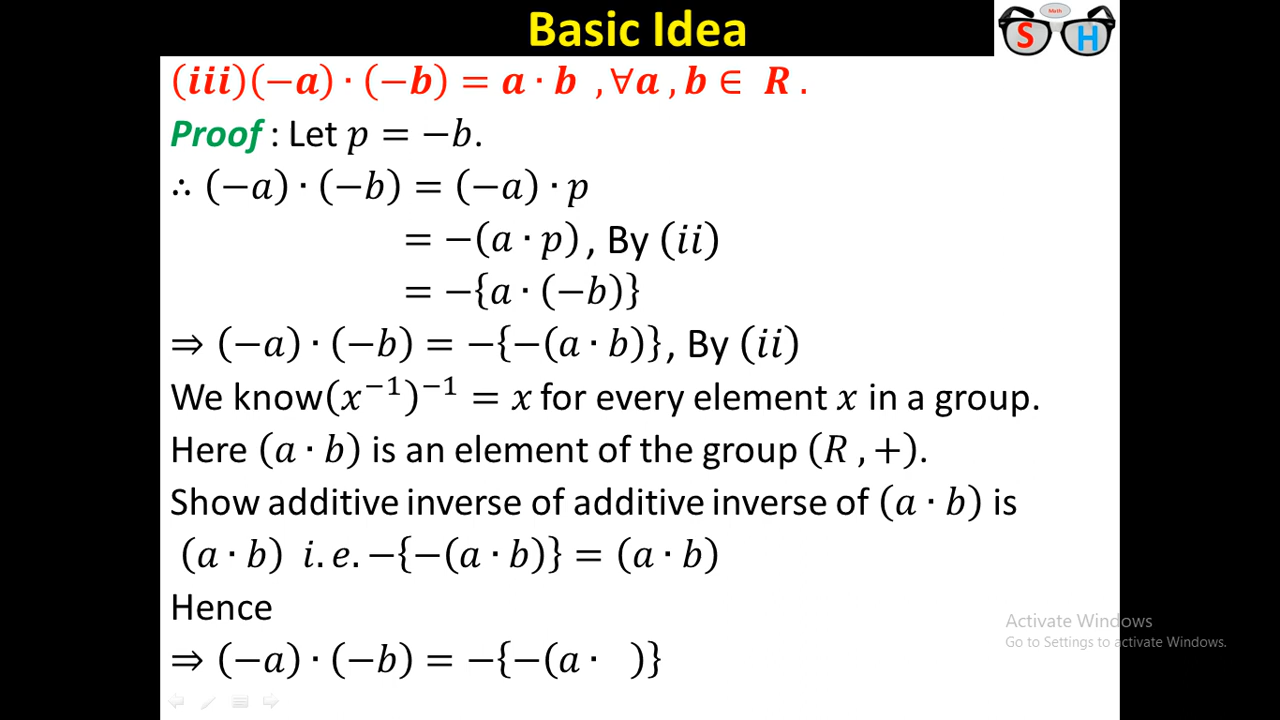 Basic Idea
Math
S H
(iii)(−a) · (−b) = a · b , ∀a , b ∈ R .
Proof : Let p = −b.
∴ (−a) · (−b) = (−a) · p
= −(a · p) , By (ii)
= −{a · (−b)}
⇒ (−a) · (−b) = −{−(a · b)} , By (ii)
We know(x⁻¹)⁻¹ = x for every element x in a group.
Here (a · b) is an element of the group (R , +).
Show additive inverse of additive inverse of (a · b) is
(a · b) i. e. −{−(a · b)} = (a · b)
Hence
⇒ (−a) · (−b) = −{−(a ·   )}
Activate Windows
Go to Settings to activate Windows.